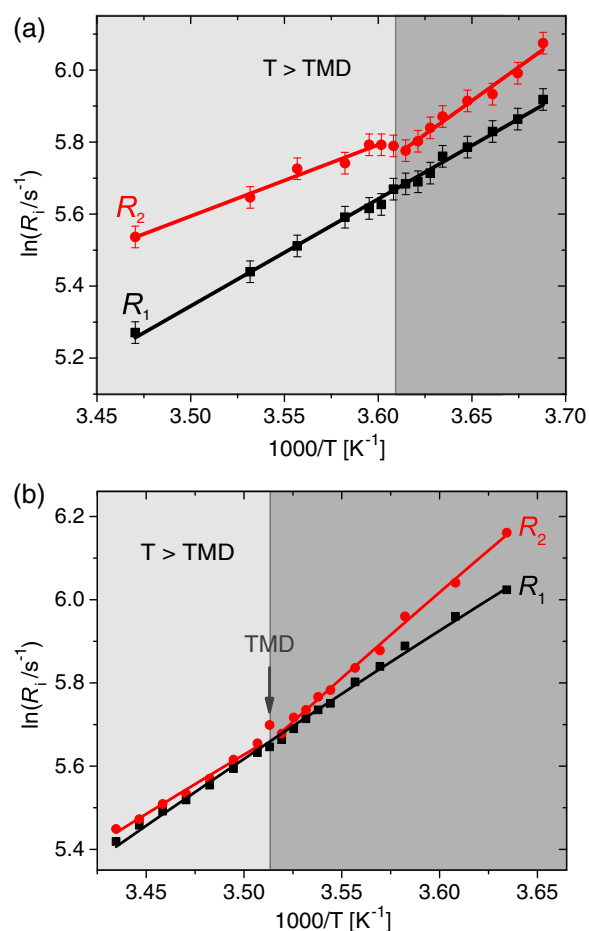 (a)
T > TMD
R₂
R₁
ln(Rᵢ/s⁻¹)
6.0
5.8
5.6
5.4
5.2
3.45 3.50 3.55 3.60 3.65 3.70
1000/T [K⁻¹]
(b)
T > TMD
TMD
R₂
R₁
ln(Rᵢ/s⁻¹)
6.2
6.0
5.8
5.6
5.4
3.45 3.50 3.55 3.60 3.65
1000/T [K⁻¹]